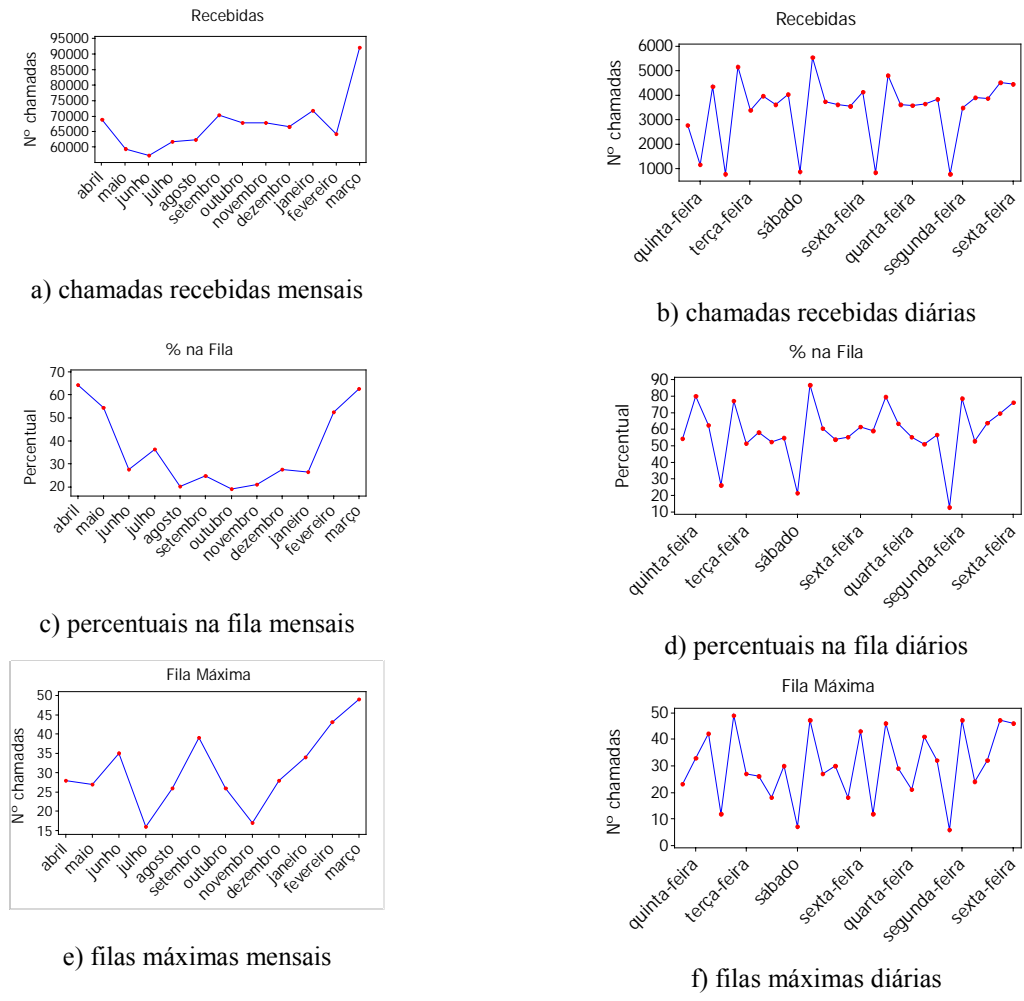 Recebidas
Nº chamadas
95000
90000
85000
80000
75000
70000
65000
60000
abril
maio
junho
julho
agosto
setembro
outubro
novembro
dezembro
janeiro
fevereiro
março
a) chamadas recebidas mensais
Recebidas
Nº chamadas
6000
5000
4000
3000
2000
1000
quinta-feira
terça-feira
sábado
sexta-feira
quarta-feira
segunda-feira
sexta-feira
b) chamadas recebidas diárias
% na Fila
Percentual
70
60
50
40
30
20
abril
maio
junho
julho
agosto
setembro
outubro
novembro
dezembro
janeiro
fevereiro
março
c) percentuais na fila mensais
% na Fila
Percentual
90
80
70
60
50
40
30
20
10
quinta-feira
terça-feira
sábado
sexta-feira
quarta-feira
segunda-feira
sexta-feira
d) percentuais na fila diários
Fila Máxima
Nº chamadas
50
45
40
35
30
25
20
15
abril
maio
junho
julho
agosto
setembro
outubro
novembro
dezembro
janeiro
fevereiro
março
e) filas máximas mensais
Fila Máxima
Nº chamadas
50
40
30
20
10
0
quinta-feira
terça-feira
sábado
sexta-feira
quarta-feira
segunda-feira
sexta-feira
f) filas máximas diárias